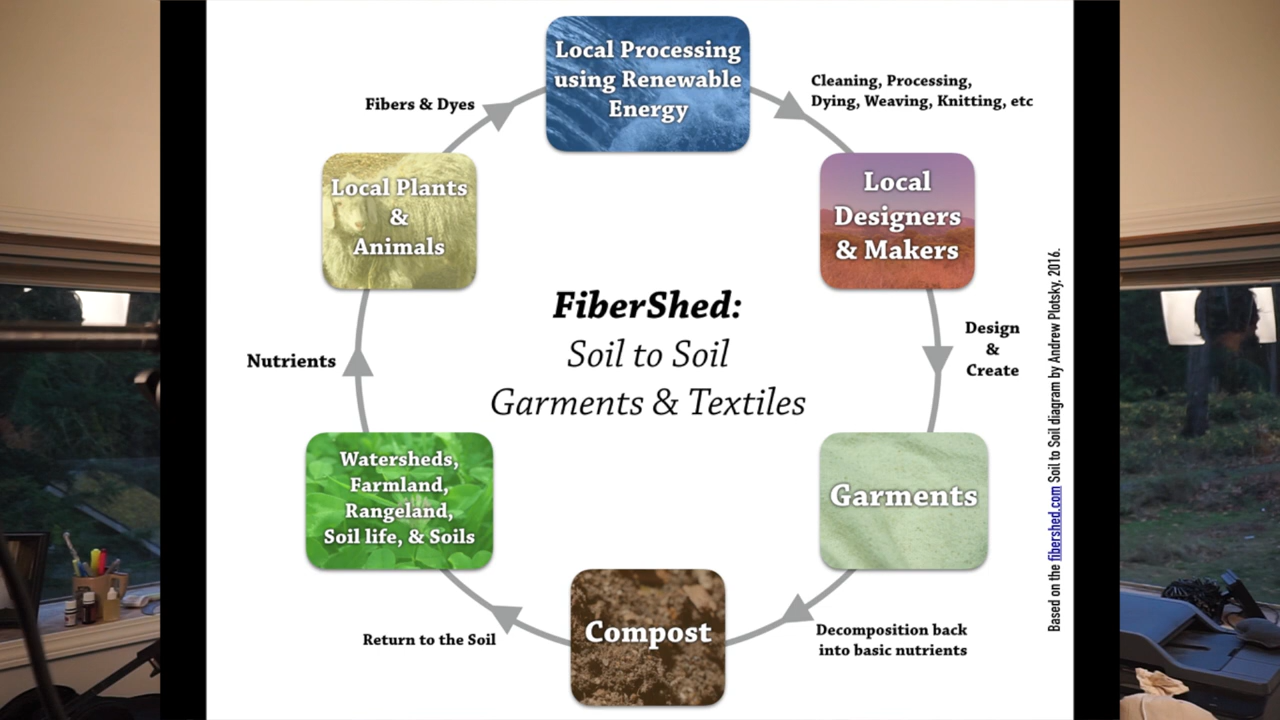 Local Processing
using Renewable
Energy
Fibers & Dyes
Cleaning, Processing,
Dying, Weaving, Knitting, etc
Local Plants
&
Animals
Local
Designers
& Makers
FiberShed:
Soil to Soil
Garments & Textiles
Nutrients
Design
&
Create
Watersheds,
Farmland,
Rangeland,
Soil life, & Soils
Garments
Compost
Return to the Soil
Decomposition back
into basic nutrients
Based on the fibershed.com Soil to Soil diagram by Andrew Plotsky, 2016.